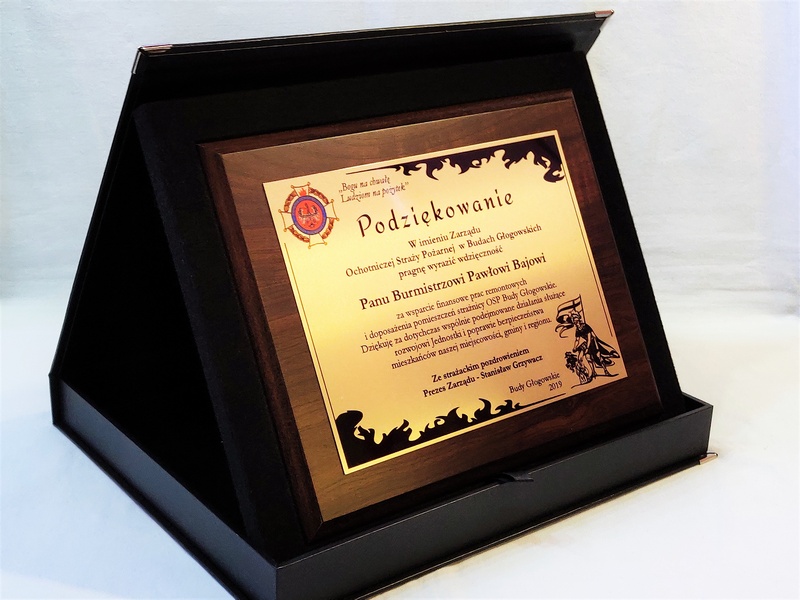 „Bogu na chwałę
Ludziom na pożytek"
Podziękowanie
W imieniu Zarządu
Ochotniczej Straży Pożarnej w Budach Głogowskich
pragnę wyrazić wdzięczność
Panu Burmistrzowi Pawłowi Bajowi
za wsparcie finansowe prac remontowych
i doposażenia pomieszczeń strażnicy OSP Budy Głogowskie.
Dziękuję za dotychczas wspólnie podejmowane działania służące
rozwojowi Jednostki i poprawie bezpieczeństwa
mieszkańców naszej miejscowości, gminy i regionu.
Ze strażackim pozdrowieniem
Prezes Zarządu - Stanisław Grzywacz
Budy Głogowskie
2019